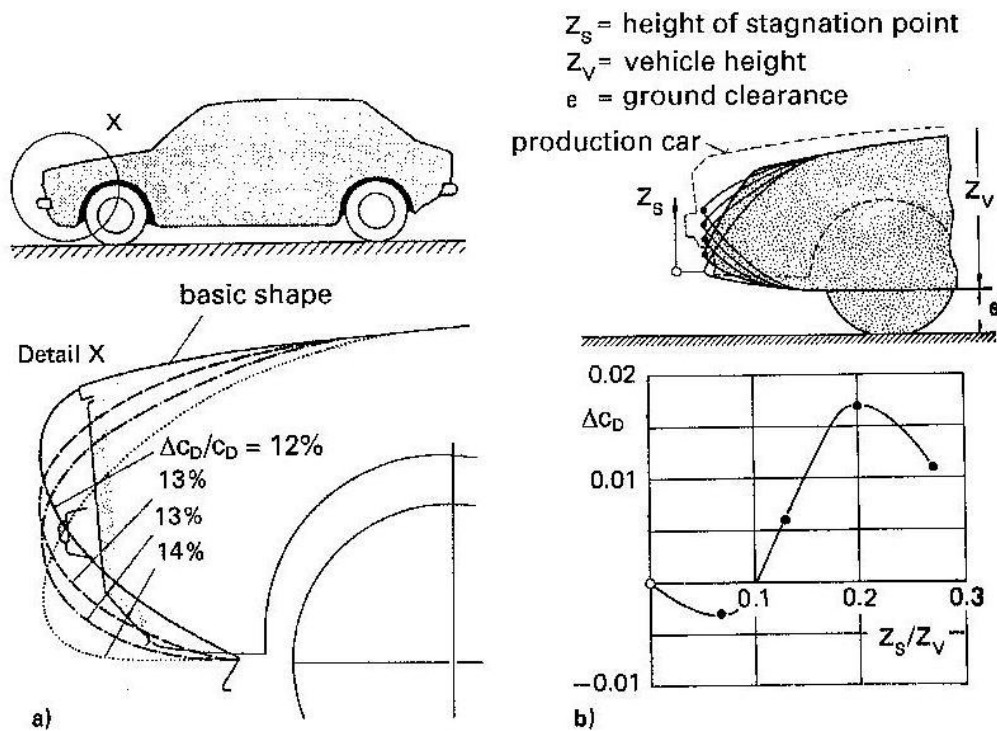 X
basic shape
Detail X
Δc_D/c_D = 12%
13%
13%
14%
a)
Z_S = height of stagnation point
Z_V = vehicle height
e = ground clearance
production car
Z_S
Z_V
e
0.02
Δc_D
0.01
0.1
0.2
0.3
Z_S/Z_V
−0.01
b)